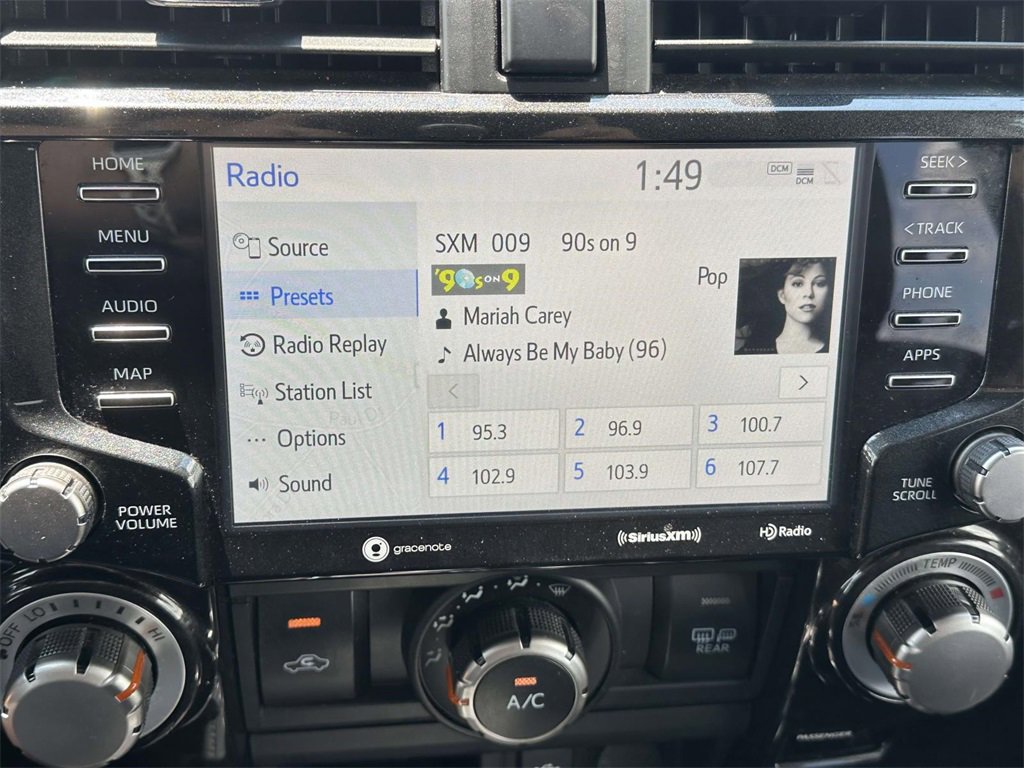 HOME
MENU
AUDIO
MAP
POWER
VOLUME
Radio
1:49
DCM
DCM
Source
Presets
Radio Replay
Station List
Options
Sound
SXM 009 90s on 9
'90s ON 9
Pop
Mariah Carey
Always Be My Baby (96)
<
>
1 95.3
2 96.9
3 100.7
4 102.9
5 103.9
6 107.7
gracenote
((SiriusXM))
HD Radio
SEEK >
< TRACK
PHONE
APPS
TUNE
SCROLL
OFF LO HI
A/C
REAR
TEMP
PASSENGER